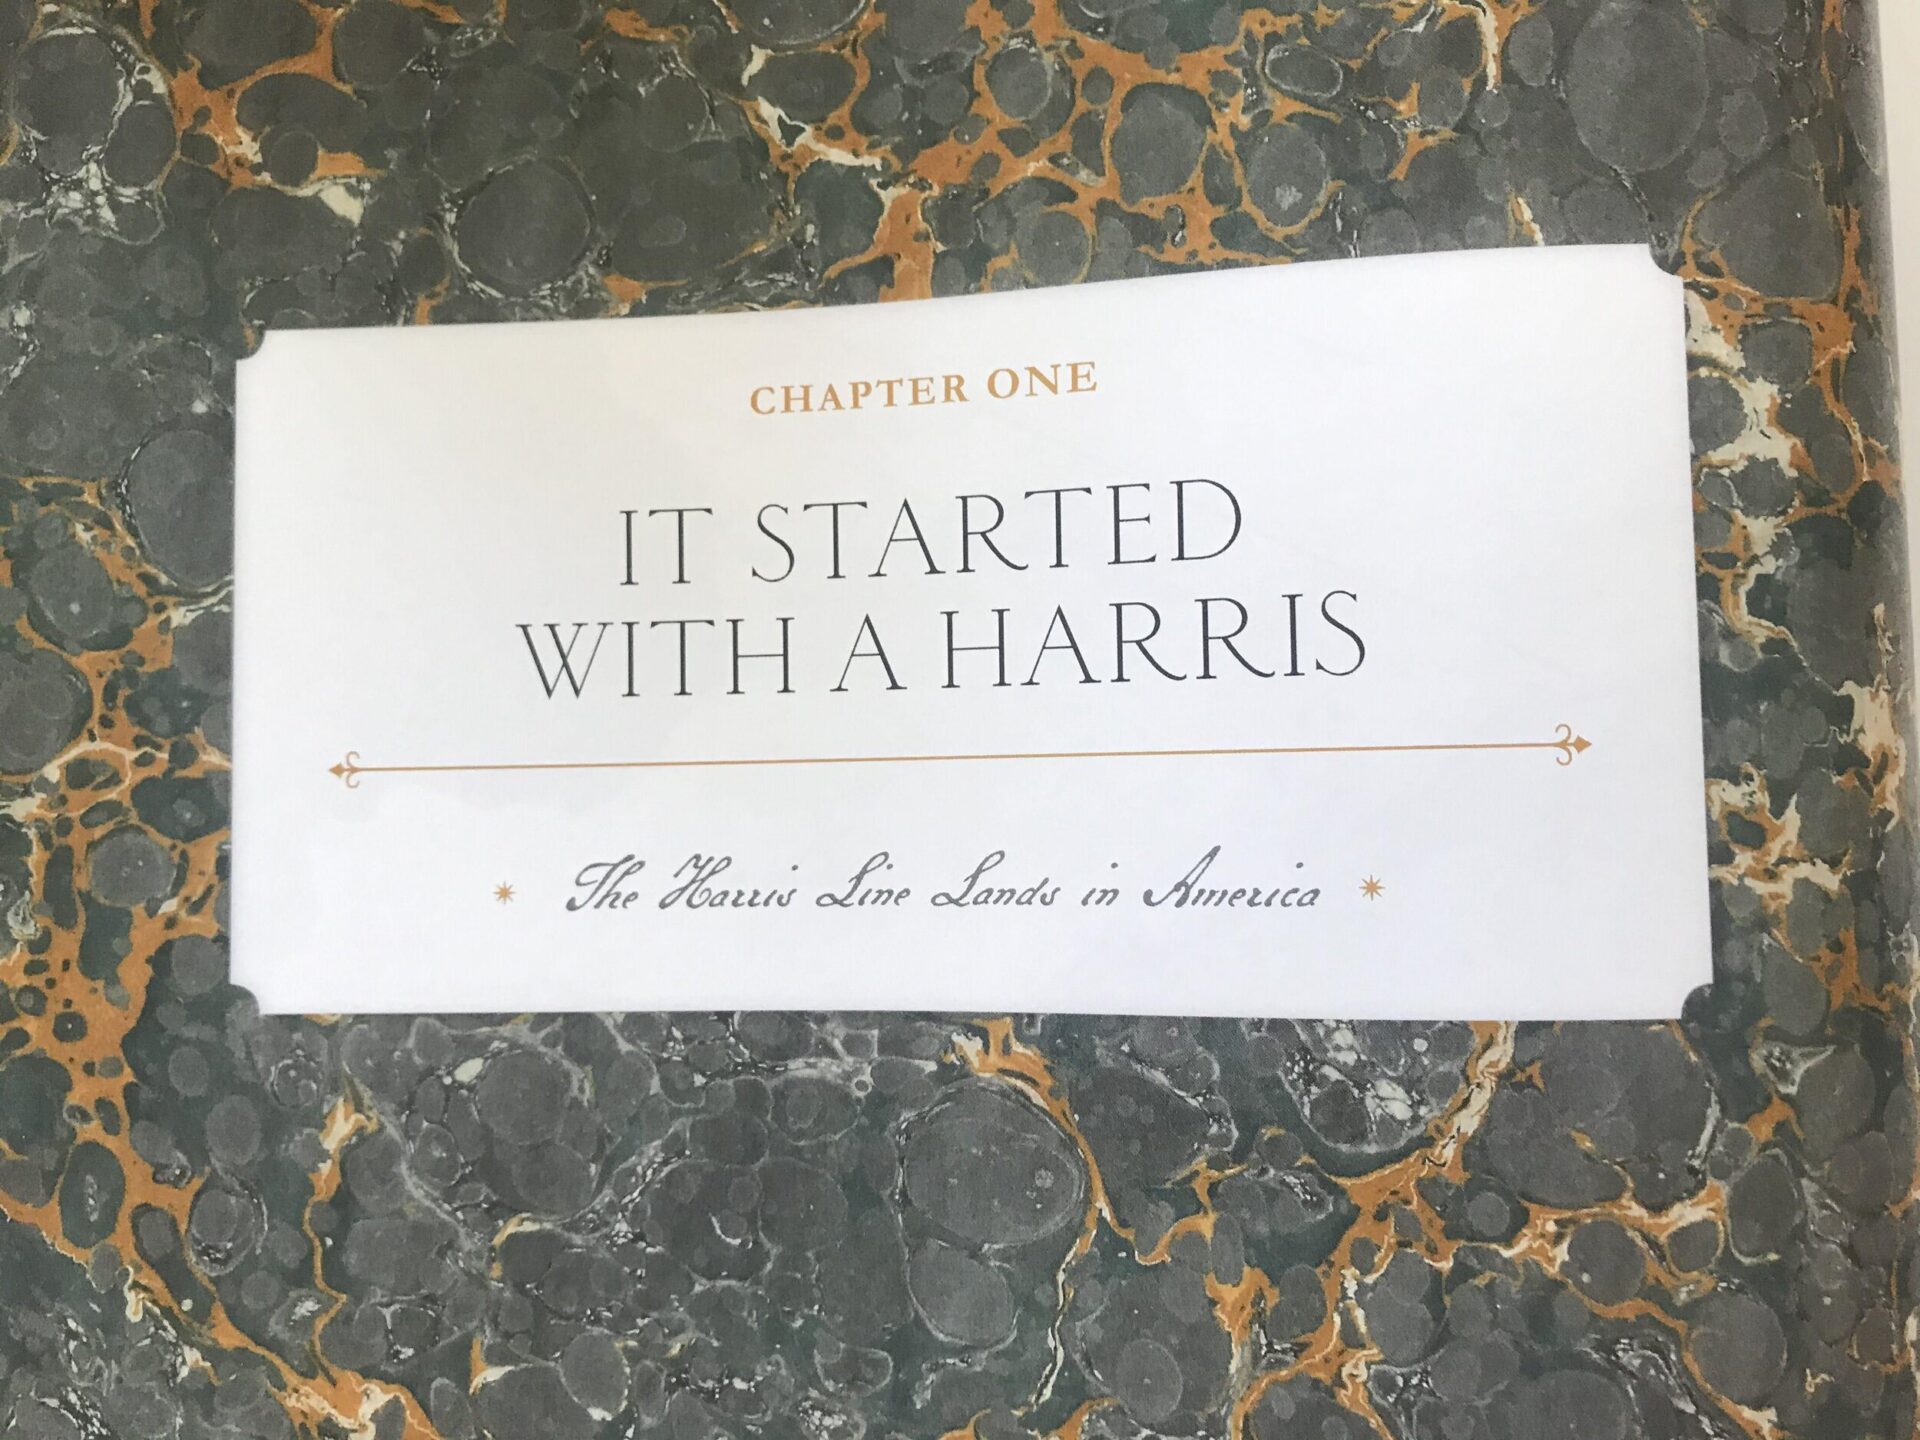 CHAPTER ONE
IT STARTED
WITH A HARRIS
The Harris Line Lands in America